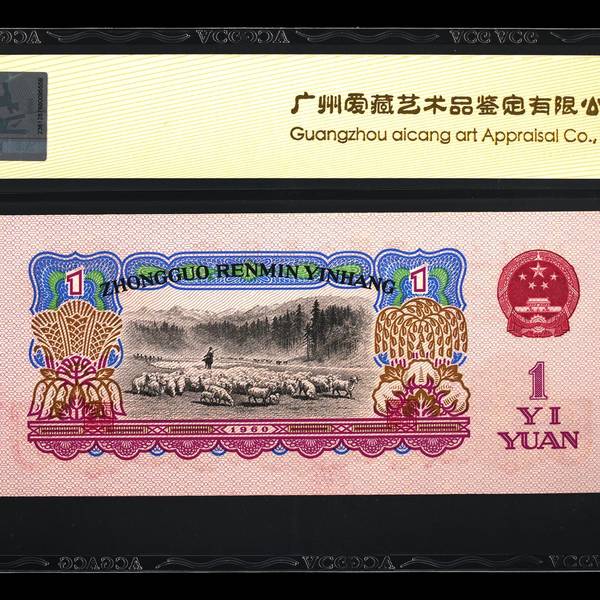 广州爱藏艺术品鉴定有限公
Guangzhou aicang art Appraisal Co.,
ZHONGGUO RENMIN YINHANG
1 1
1960
1
YI
YUAN